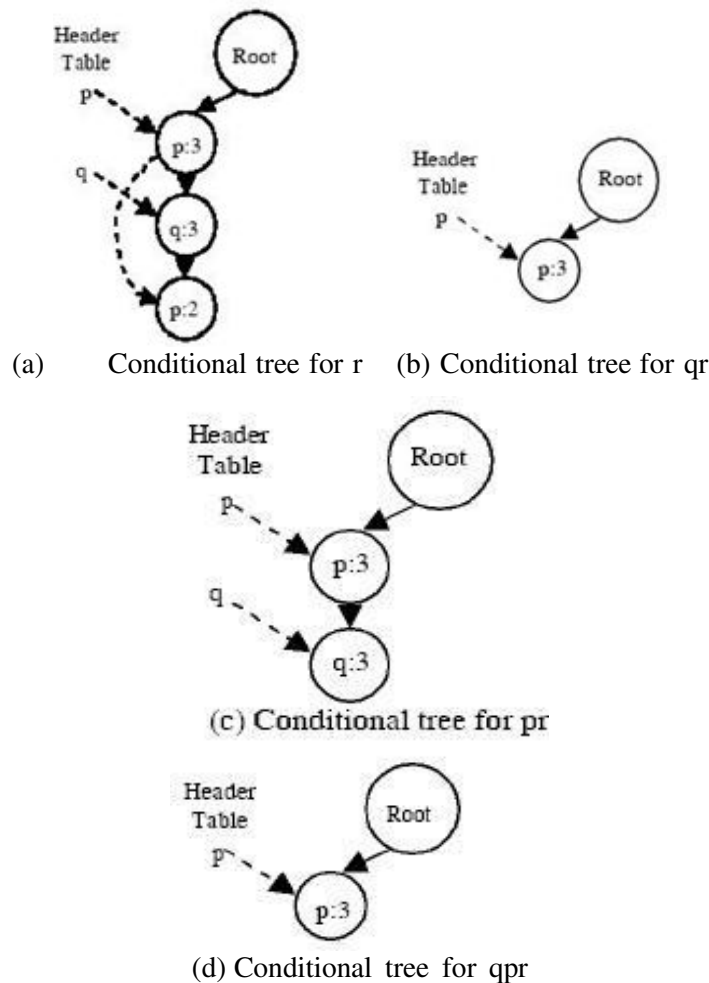 Header
Table
Root
p
p:3
q
q:3
p:2
(a) Conditional tree for r
Header
Table
Root
p
p:3
(b) Conditional tree for qr
Header
Table
Root
p
p:3
q
q:3
(c) Conditional tree for pr
Header
Table
Root
p
p:3
(d) Conditional tree for qpr